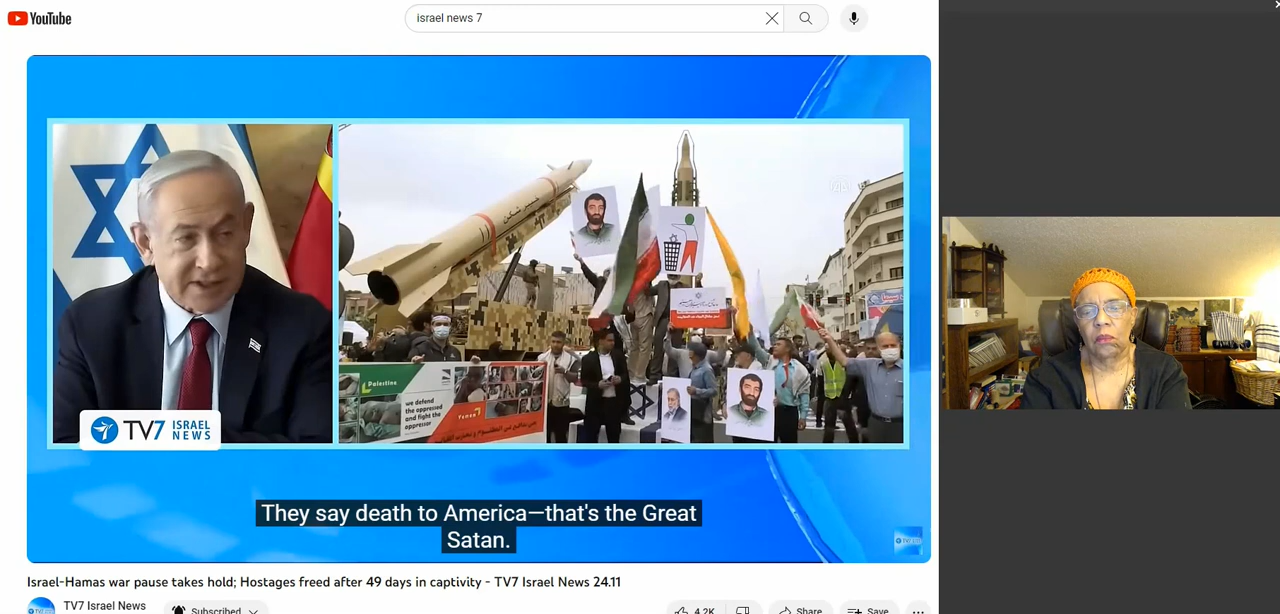 YouTube
israel news 7
Palestine
we defend
the oppressed
and fight the
oppressor
TV7 ISRAEL
NEWS
They say death to America—that's the Great
Satan.
Israel-Hamas war pause takes hold; Hostages freed after 49 days in captivity - TV7 Israel News 24.11
TV7 Israel News
Subscribed
4.2K
Share
Save